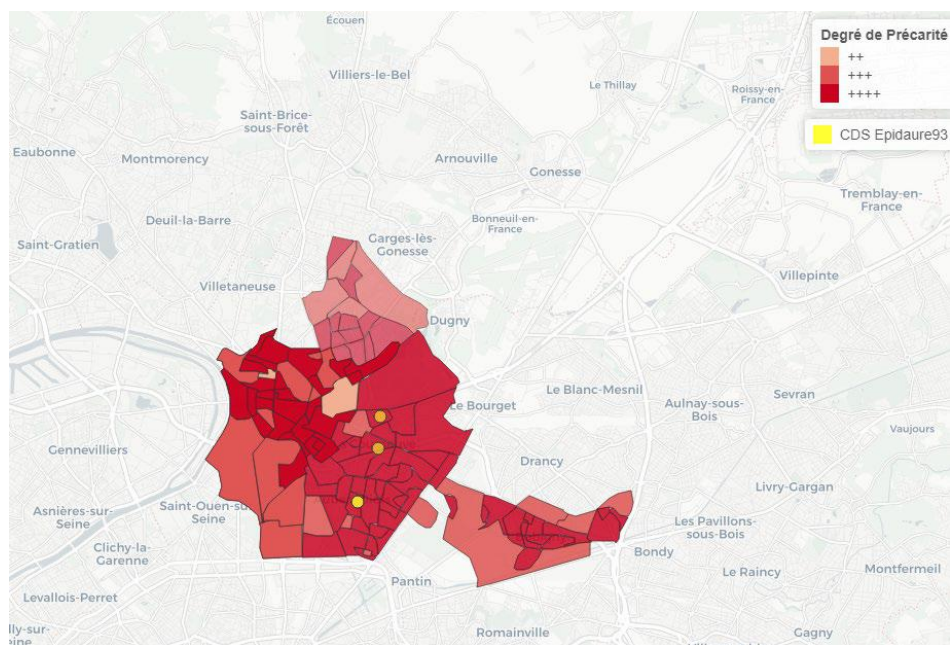 Écouen
Degré de Précarité
++
+++
++++
CDS Epidaure93
Villiers-le-Bel
Le Thillay
Roissy-en-
France
Saint-Brice-
sous-Forêt
Eaubonne
Montmorency
Arnouville
Gonesse
Tremblay-en-
France
Deuil-la-Barre
Bonneuil-en-
France
Saint-Gratien
Garges-lès-
Gonesse
Villepinte
Villetaneuse
Dugny
Le Blanc-Mesnil
Sevran
Le Bourget
Aulnay-sous-
Bois
Vaujours
Gennevilliers
Drancy
Livry-Gargan
Asnières-sur-
Seine
Saint-Ouen-su
Seine
Les Pavillons-
sous-Bois
Clichy-la-
Garenne
Bondy
Le Raincy
Montfermeil
Pantin
Levallois-Perret
Romainville
Gagny
lly-sur-
eine